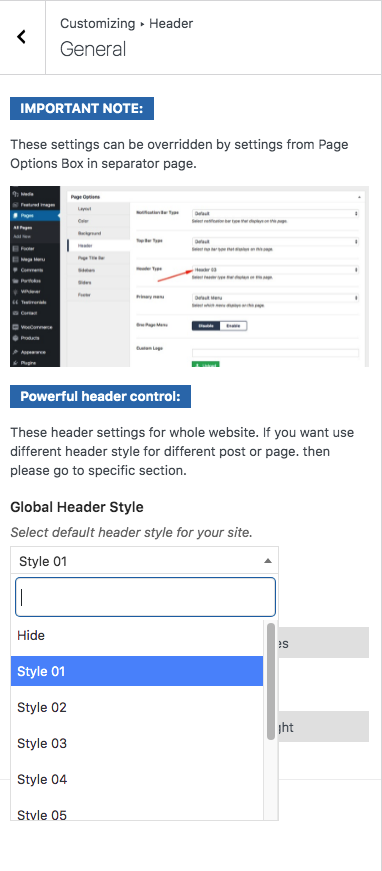 Customizing ▸ Header
General
IMPORTANT NOTE:
These settings can be overridden by settings from Page
Options Box in separator page.
Media
Featured Images
Pages
All Pages
Add New
Footer
Mega Menu
Comments
Portfolios
WPclever
Testimonials
Contact
WooCommerce
Products
Appearance
Plugins
Page Options
Layout
Color
Background
Header
Page Title Bar
Sidebars
Sliders
Footer
Notification Bar Type
Default
Select notification bar type that displays on this page.
Top Bar Type
Default
Select top bar type that displays on this page.
Header Type
Header 03
Select header type that displays on this page.
Primary menu
Default Menu
Select which menu displays on this page.
One Page Menu
Disable
Enable
Custom Logo
Upload
Powerful header control:
These header settings for whole website. If you want use
different header style for different post or page. then
please go to specific section.
Global Header Style
Select default header style for your site.
Style 01
Hide
es
Style 01
Style 02
ght
Style 03
Style 04
Style 05